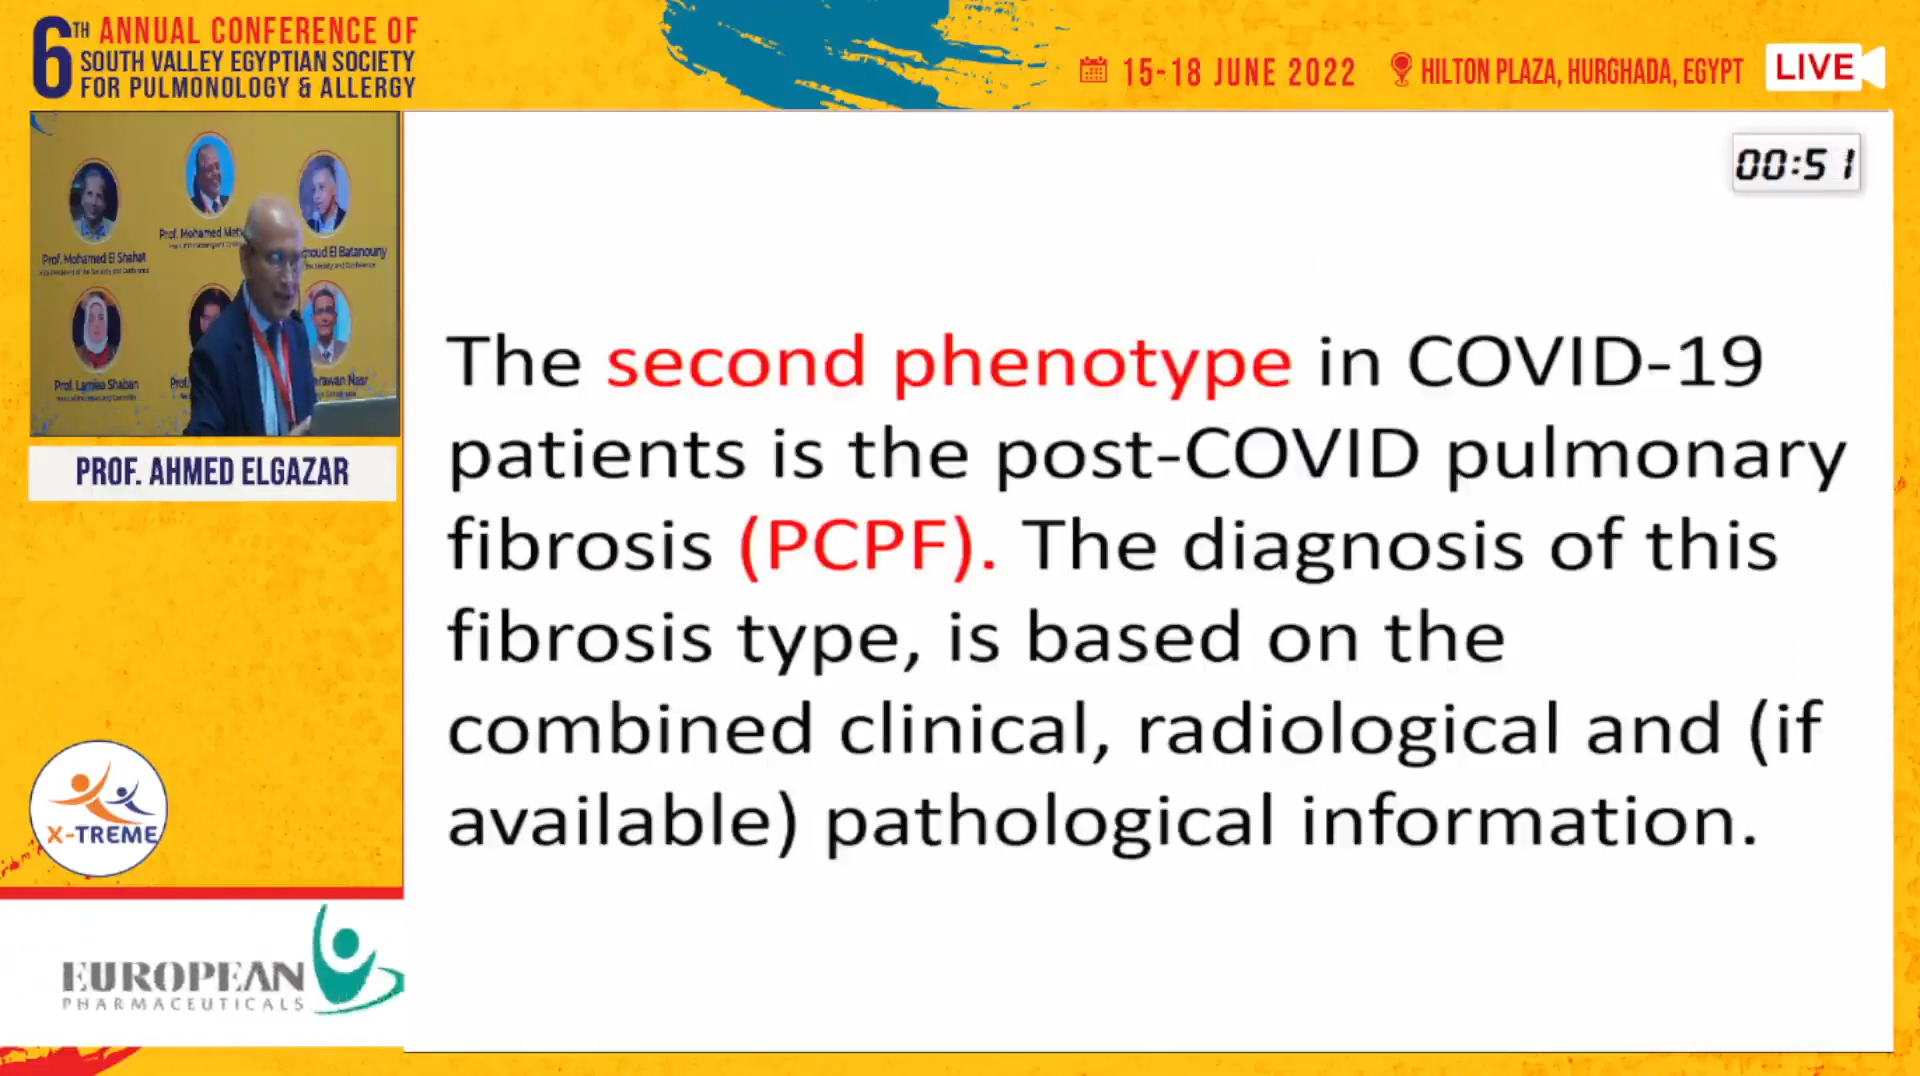 6TH ANNUAL CONFERENCE OF
SOUTH VALLEY EGYPTIAN SOCIETY
FOR PULMONOLOGY & ALLERGY
15-18 JUNE 2022
HILTON PLAZA, HURGHADA, EGYPT
LIVE
00:51
Prof. Mohamed El Shahat
Prof. Mohamed
El Batanouny
Prof. Lamiaa Shaban
Nasr
PROF. AHMED ELGAZAR
The second phenotype in COVID-19
patients is the post-COVID pulmonary
fibrosis (PCPF). The diagnosis of this
fibrosis type, is based on the
combined clinical, radiological and (if
available) pathological information.
X-TREME
EUROPEAN
PHARMACEUTICALS